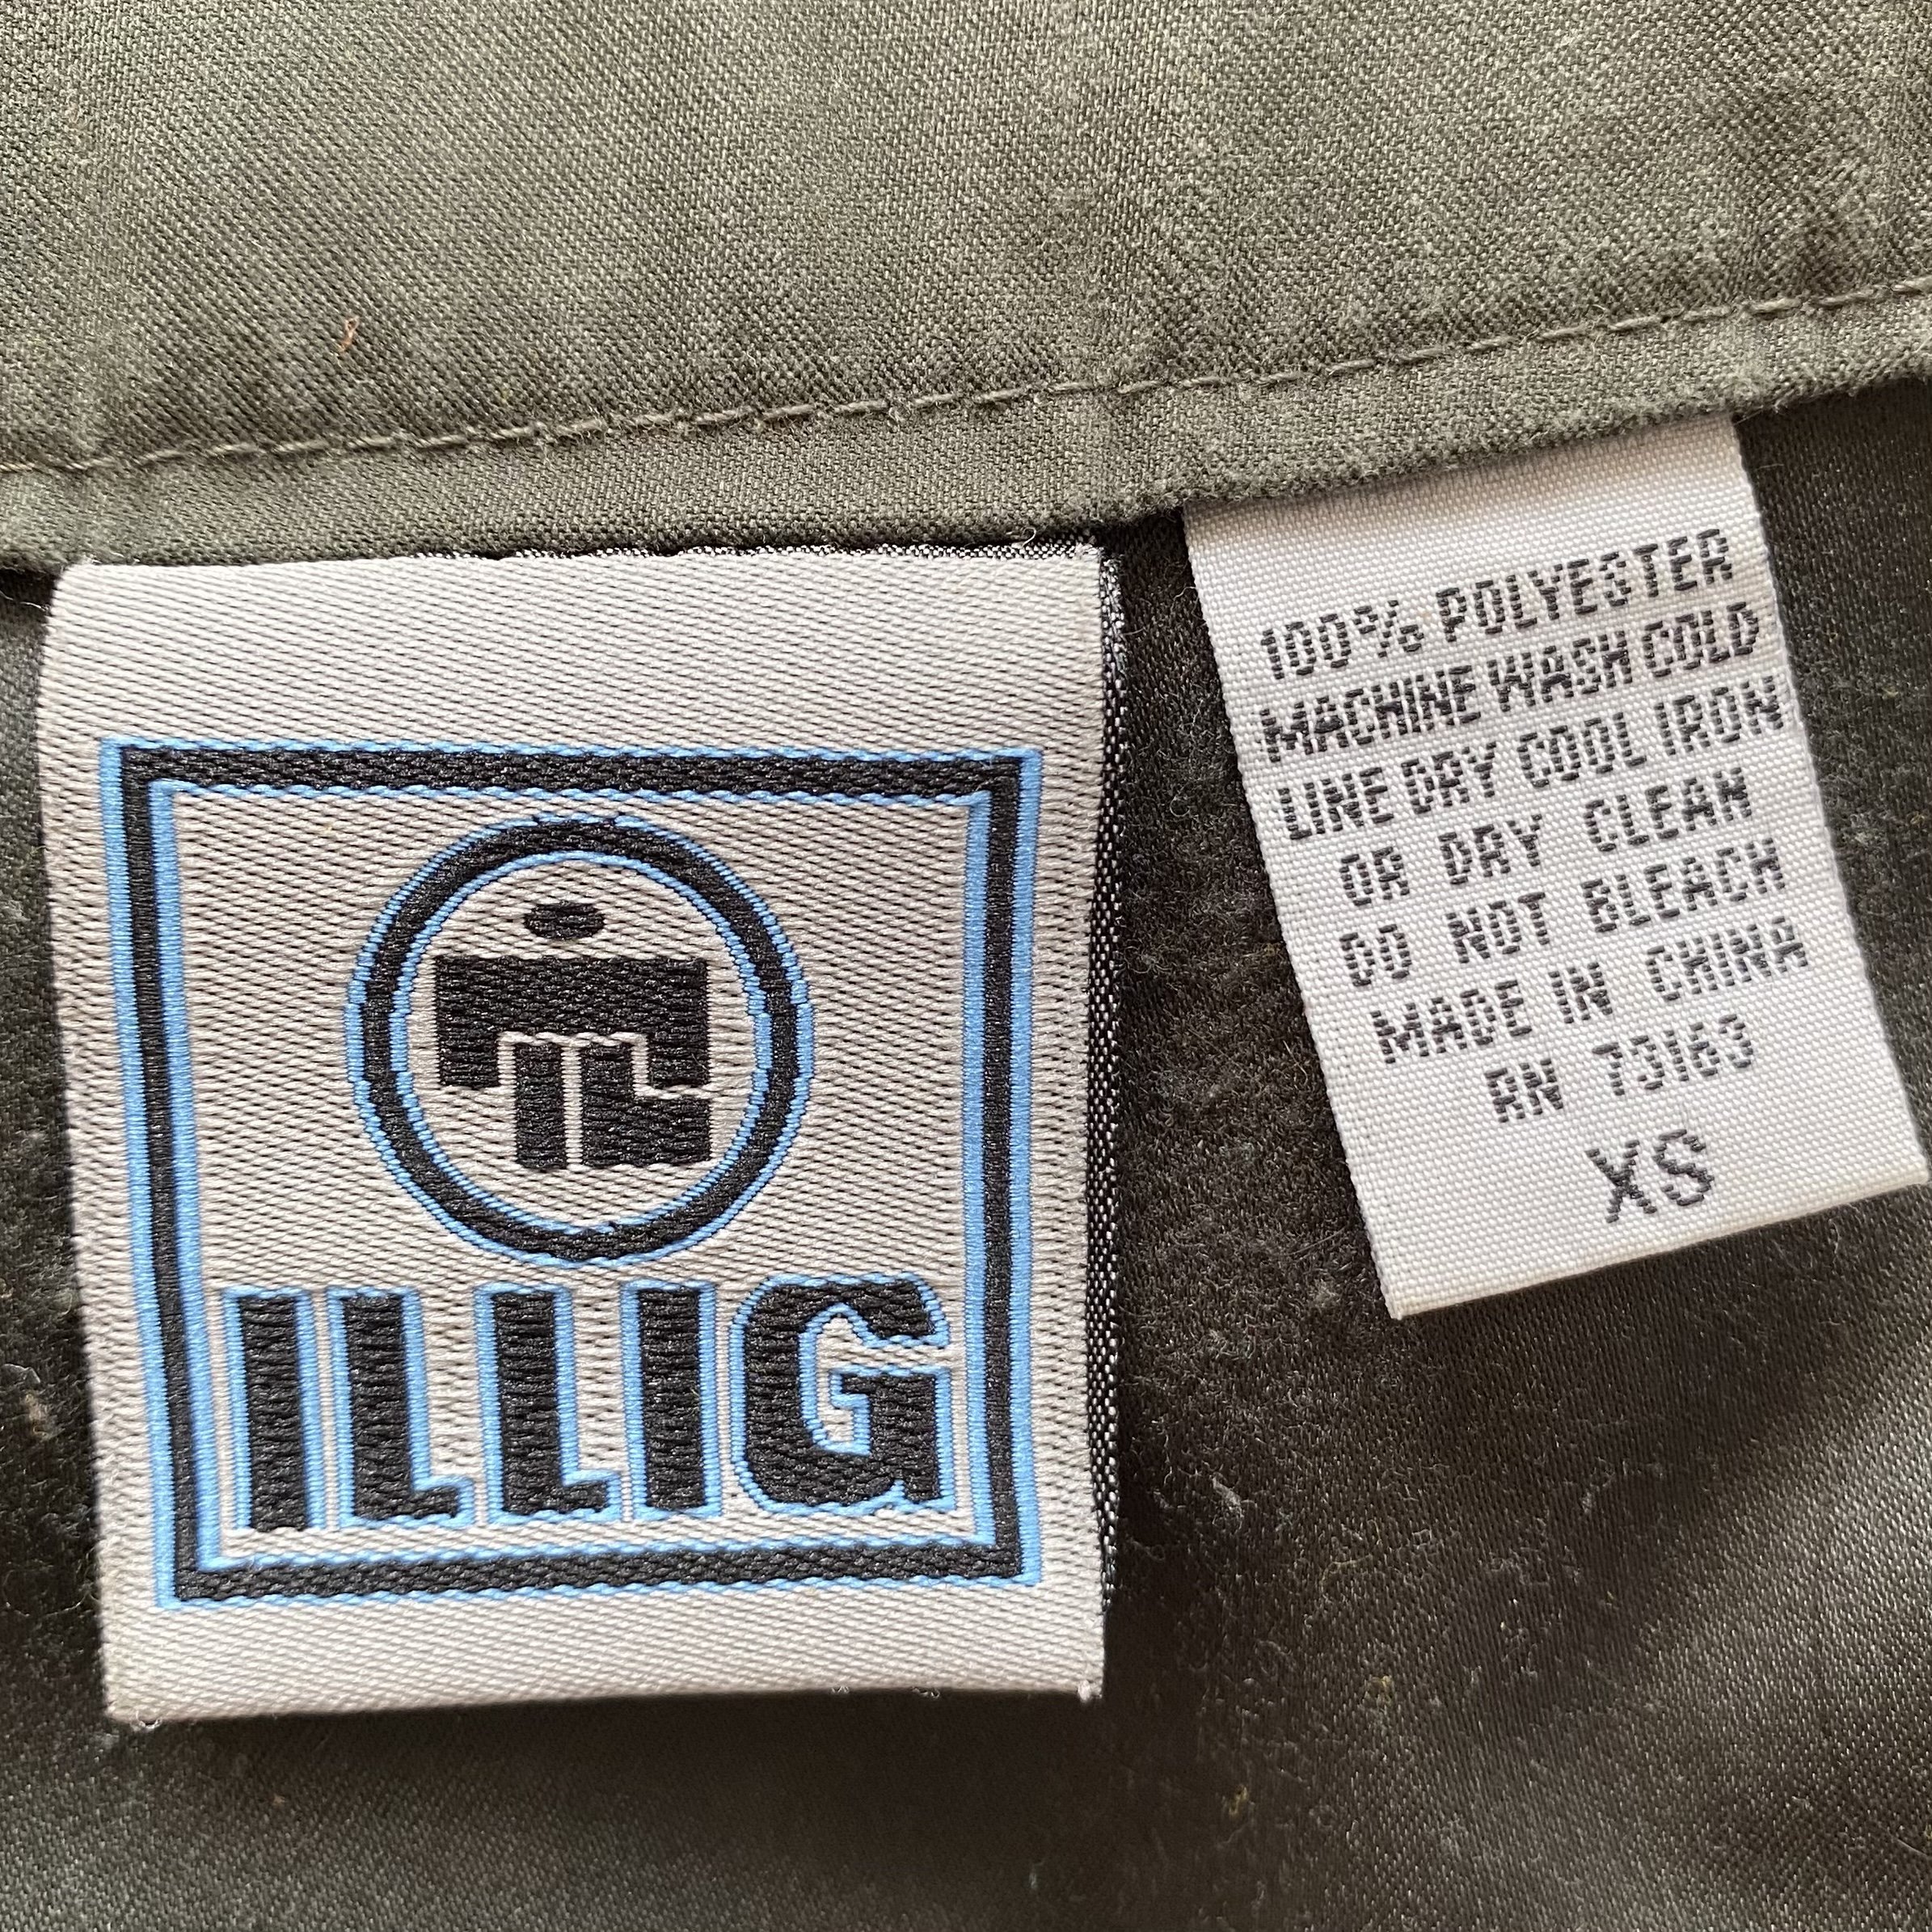 ILLIG
100% POLYESTER
MACHINE WASH COLD
LINE DRY COOL IRON
OR DRY CLEAN
DO NOT BLEACH
MADE IN CHINA
RN 73163
XS